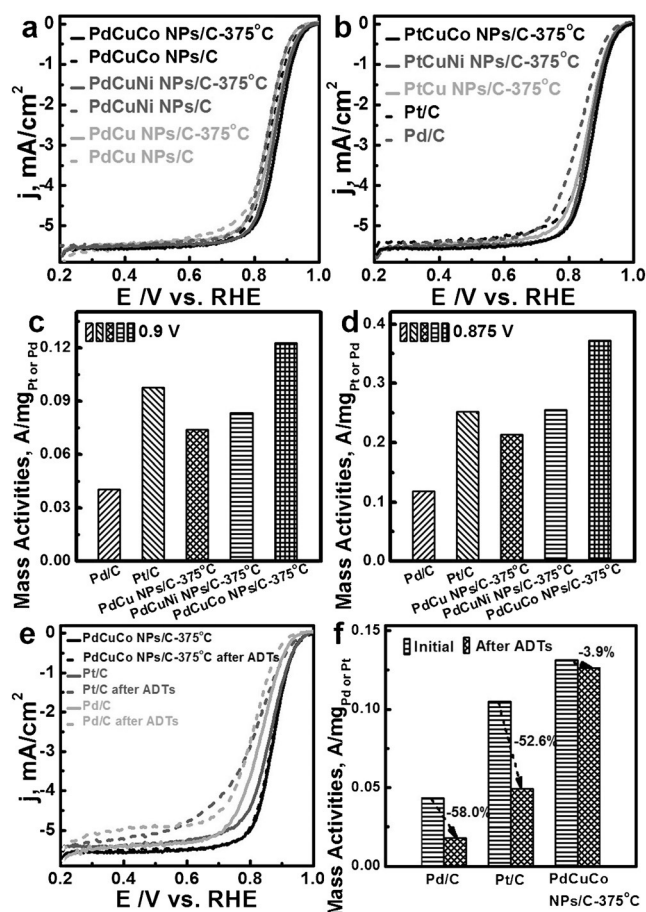 a
PdCuCo NPs/C-375°C
PdCuCo NPs/C
PdCuNi NPs/C-375°C
PdCuNi NPs/C
PdCu NPs/C-375°C
PdCu NPs/C
j, mA/cm²
0
-1
-2
-3
-4
-5
0.2 0.4 0.6 0.8 1.0
E /V vs. RHE
b
PtCuCo NPs/C-375°C
PtCuNi NPs/C-375°C
PtCu NPs/C-375°C
Pt/C
Pd/C
j, mA/cm²
0
-1
-2
-3
-4
-5
0.2 0.4 0.6 0.8 1.0
E /V vs. RHE
c
0.9 V
Mass Activities, A/mg Pt or Pd
0.12
0.09
0.06
0.03
0.00
Pd/C
Pt/C
PdCu NPs/C-375°C
PdCuNi NPs/C-375°C
PdCuCo NPs/C-375°C
d
0.875 V
Mass Activities, A/mg Pt or Pd
0.4
0.3
0.2
0.1
0.0
Pd/C
Pt/C
PdCu NPs/C-375°C
PdCuNi NPs/C-375°C
PdCuCo NPs/C-375°C
e
PdCuCo NPs/C-375°C
PdCuCo NPs/C-375°C after ADTs
Pt/C
Pt/C after ADTs
Pd/C
Pd/C after ADTs
j, mA/cm²
0
-1
-2
-3
-4
-5
-6
0.2 0.4 0.6 0.8 1.0
E /V vs. RHE
f
Initial After ADTs
-3.9%
-52.6%
-58.0%
Mass Activities, A/mg Pd or Pt
0.15
0.10
0.05
0.00
Pd/C Pt/C PdCuCo
NPs/C-375°C